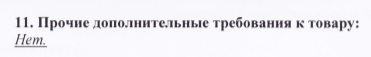 11. Прочие дополнительные требования к товару:
Нет.